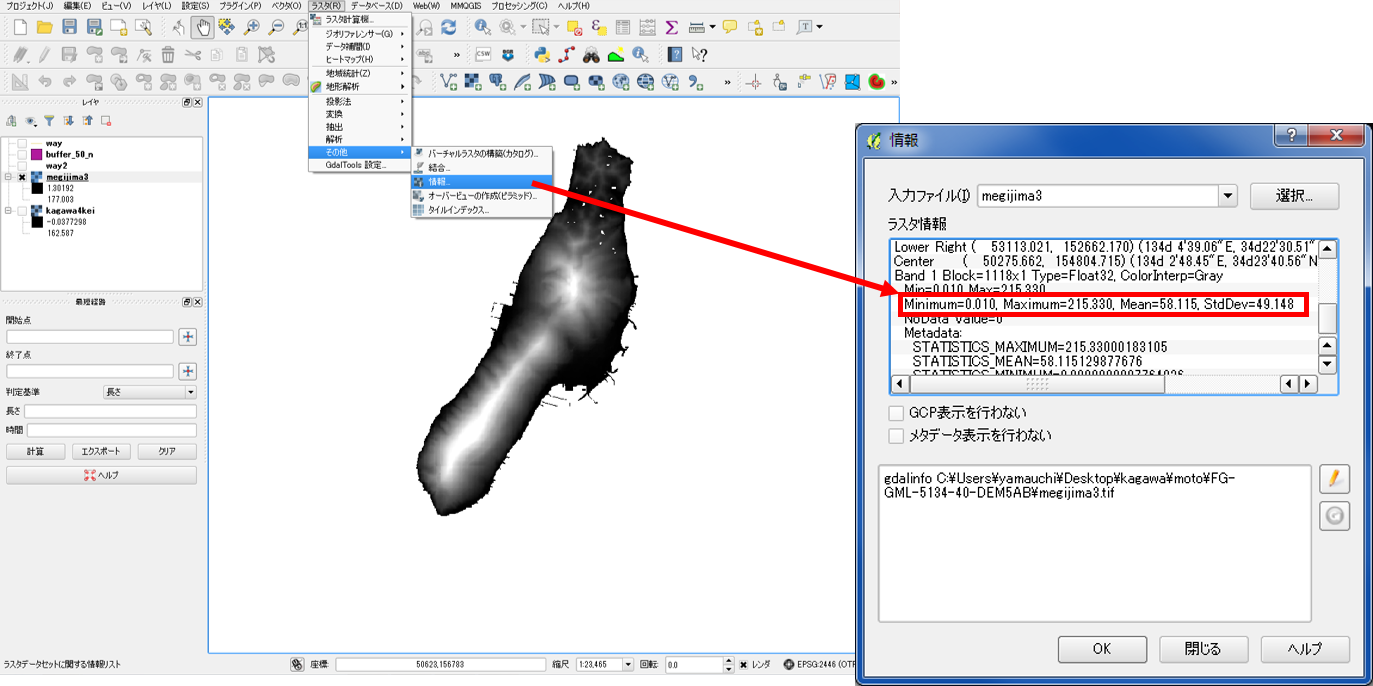 プロジェクト(J) 編集(E) ビュー(V) レイヤ(L) 設定(S) プラグイン(P) ベクタ(O) ラスタ(R) データベース(D) Web(W) MMQGIS プロセッシング(C) ヘルプ(H)
ラスタ計算機...
ジオリファレンサー(G)
データ補間(I)
ヒートマップ(H)
地域統計(Z)
地形解析
投影法
変換
抽出
解析
その他
GdalTools 設定...
バーチャルラスタの構築(カタログ)...
結合...
情報...
オーバービューの作成(ピラミッド)...
タイルインデックス...
CSW
レイヤ
way
buffer_50_n
way2
megijima3
1.30192
177.003
kagawa4kei
-0.0377298
162.587
最短経路
開始点
終了点
判定基準 長さ
長さ
時間
計算 エクスポート クリア
ヘルプ
ラスタデータセットに関する情報リスト
座標: 50623,156783 縮尺 1:23,465 回転: 0.0 レンダ EPSG:2446 (OTF
情報
入力ファイル(I) megijima3 選択...
ラスタ情報
Lower Right ( 53113.021, 152662.170) (134d 4'39.06"E, 34d22'30.51"
Center ( 50275.662, 154804.715) (134d 2'48.45"E, 34d23'40.56"N
Band 1 Block=1118x1 Type=Float32, ColorInterp=Gray
Min=0.010 Max=215.330
Minimum=0.010, Maximum=215.330, Mean=58.115, StdDev=49.148
NoData Value=0
Metadata:
STATISTICS_MAXIMUM=215.33000183105
STATISTICS_MEAN=58.115129877676
GCP表示を行わない
メタデータ表示を行わない
gdalinfo C:¥Users¥yamauchi¥Desktop¥kagawa¥moto¥FG-
GML-5134-40-DEM5AB¥megijima3.tif
OK 閉じる ヘルプ